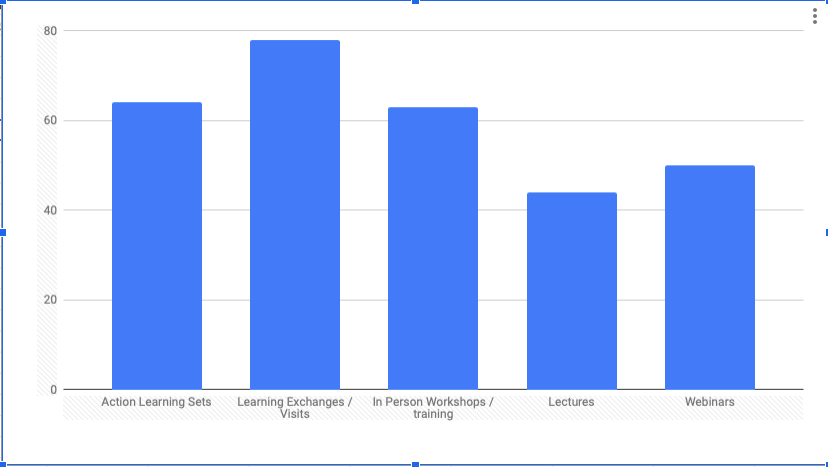 80
60
40
20
0
Action Learning Sets
Learning Exchanges /
Visits
In Person Workshops /
training
Lectures
Webinars